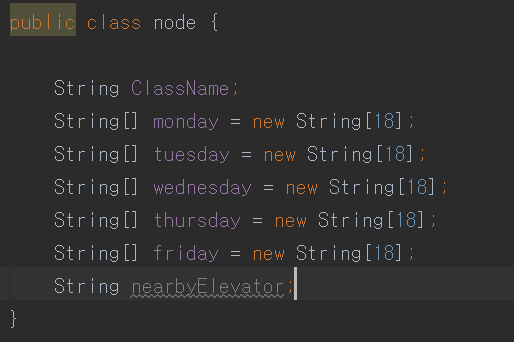 public class node {
String ClassName;
String[] monday = new String[18];
String[] tuesday = new String[18];
String[] wednesday = new String[18];
String[] thursday = new String[18];
String[] friday = new String[18];
String nearbyElevator;
}